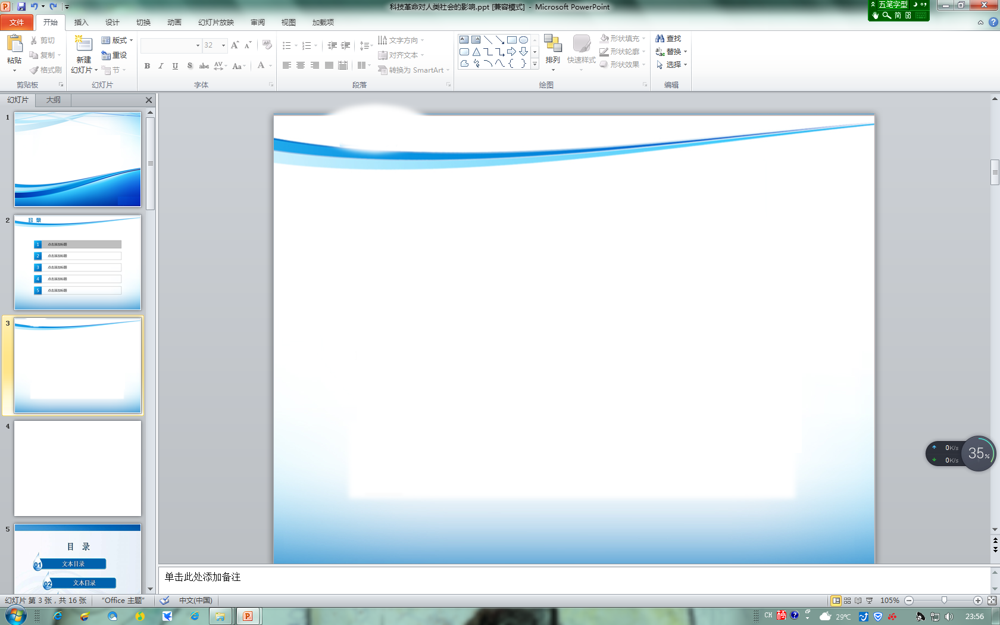 科技革命对人类社会的影响.ppt [兼容模式] - Microsoft PowerPoint
五笔字型
简
文件 开始 插入 设计 切换 动画 幻灯片放映 审阅 视图 加载项
粘贴 剪切 复制 格式刷
剪贴板
新建 幻灯片 版式 重设 节
幻灯片
32
B I U S abc AV Aa A
字体
文字方向
对齐文本
转换为 SmartArt
段落
排列 快速样式 形状填充 形状轮廓 形状效果
绘图
查找
替换
选择
编辑
幻灯片 大纲
1
2
目 录
1 点击添加标题
2 点击添加标题
3 点击添加标题
4 点击添加标题
5 点击添加标题
3
4
5
目 录
01 文本目录
02 文本目录
0K/s
0K/s
35%
单击此处添加备注
幻灯片 第 3 张，共 16 张 “Office 主题” 中文(中国) 105%
CH 29℃ 23:56